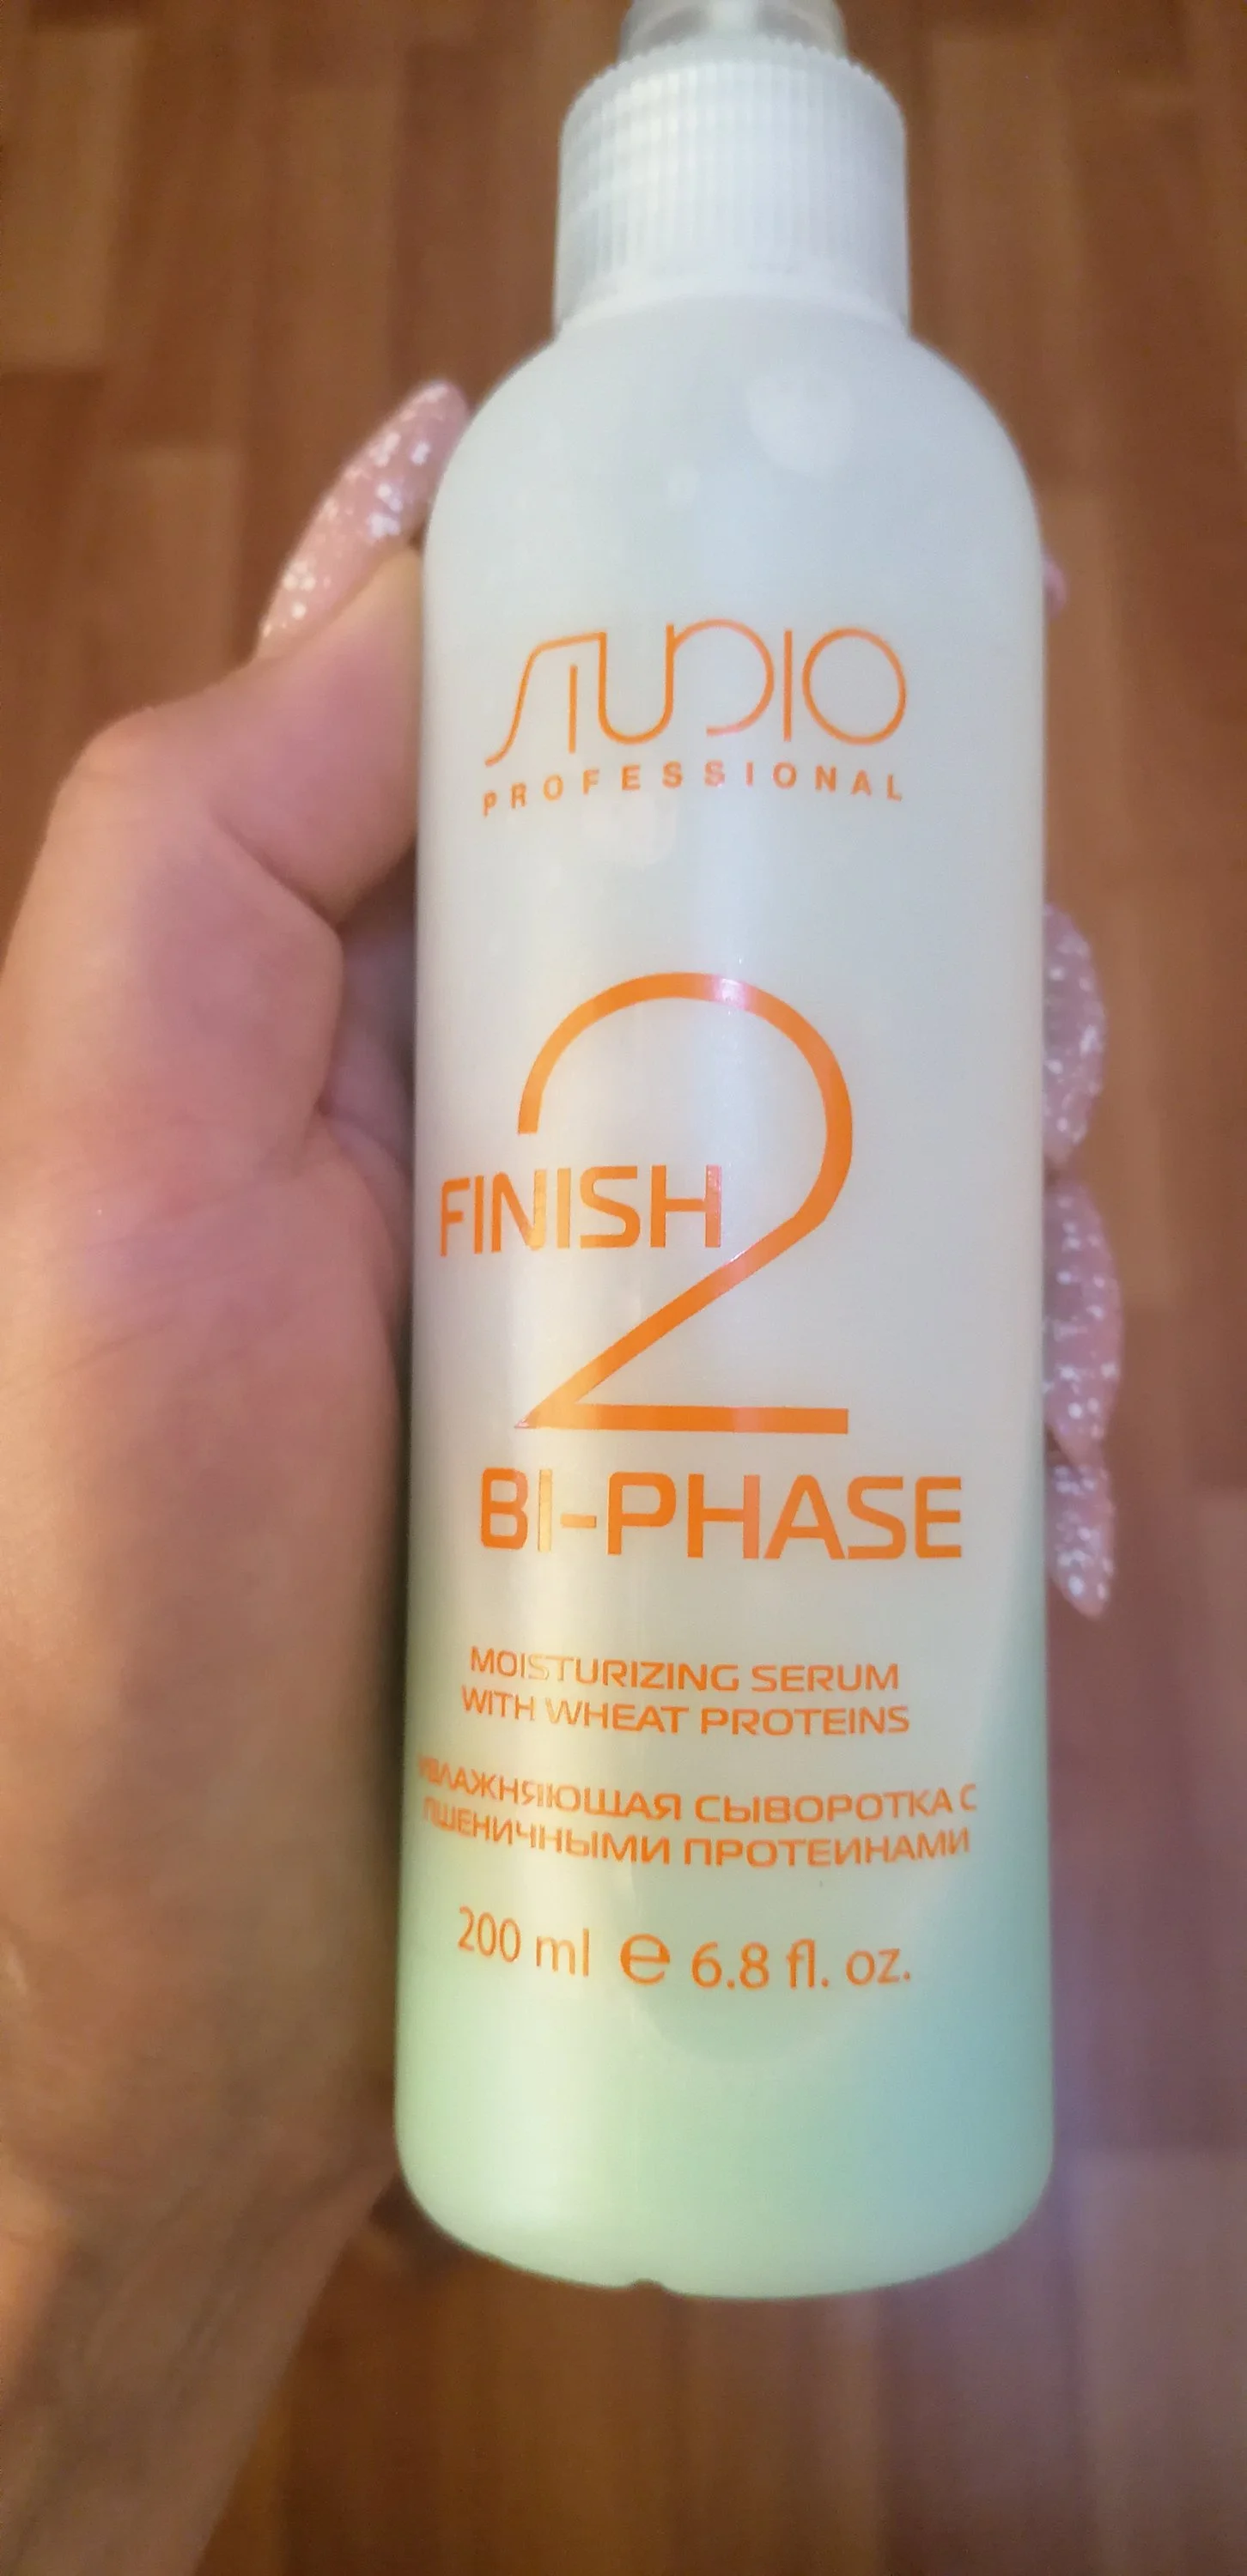 STUDIO
PROFESSIONAL
2
FINISH
BI-PHASE
MOISTURIZING SERUM
WITH WHEAT PROTEINS
УВЛАЖНЯЮЩАЯ СЫВОРОТКА С
ПШЕНИЧНЫМИ ПРОТЕИНАМИ
200 ml e 6.8 fl. oz.